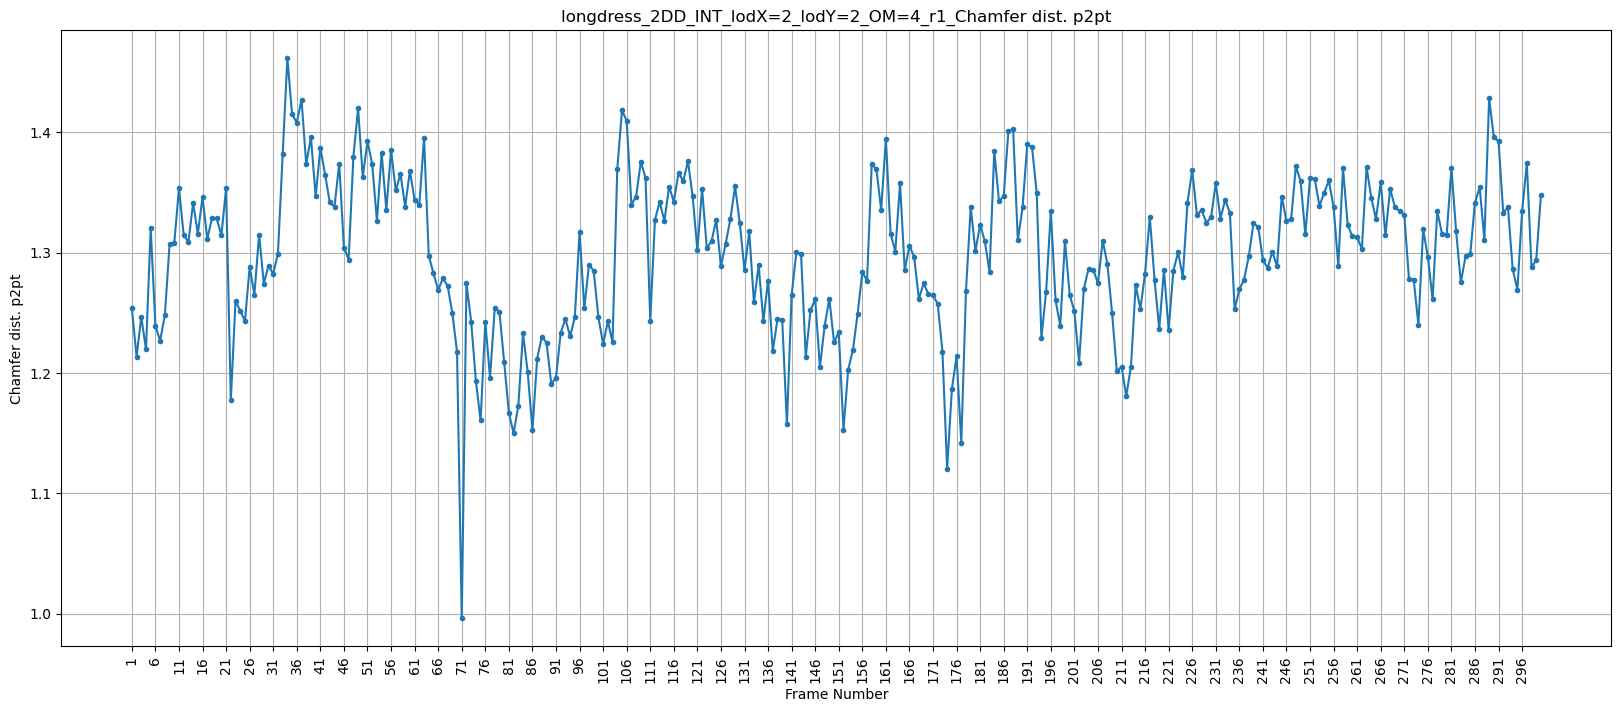 longdress_2DD_INT_lodX=2_lodY=2_OM=4_r1_Chamfer dist. p2pt
1.4
1.3
1.2
1.1
1.0
Chamfer dist. p2pt
1 6 11 16 21 26 31 36 41 46 51 56 61 66 71 76 81 86 91 96 101 106 111 116 121 126 131 136 141 146 151 156 161 166 171 176 181 186 191 196 201 206 211 216 221 226 231 236 241 246 251 256 261 266 271 276 281 286 291 296
Frame Number